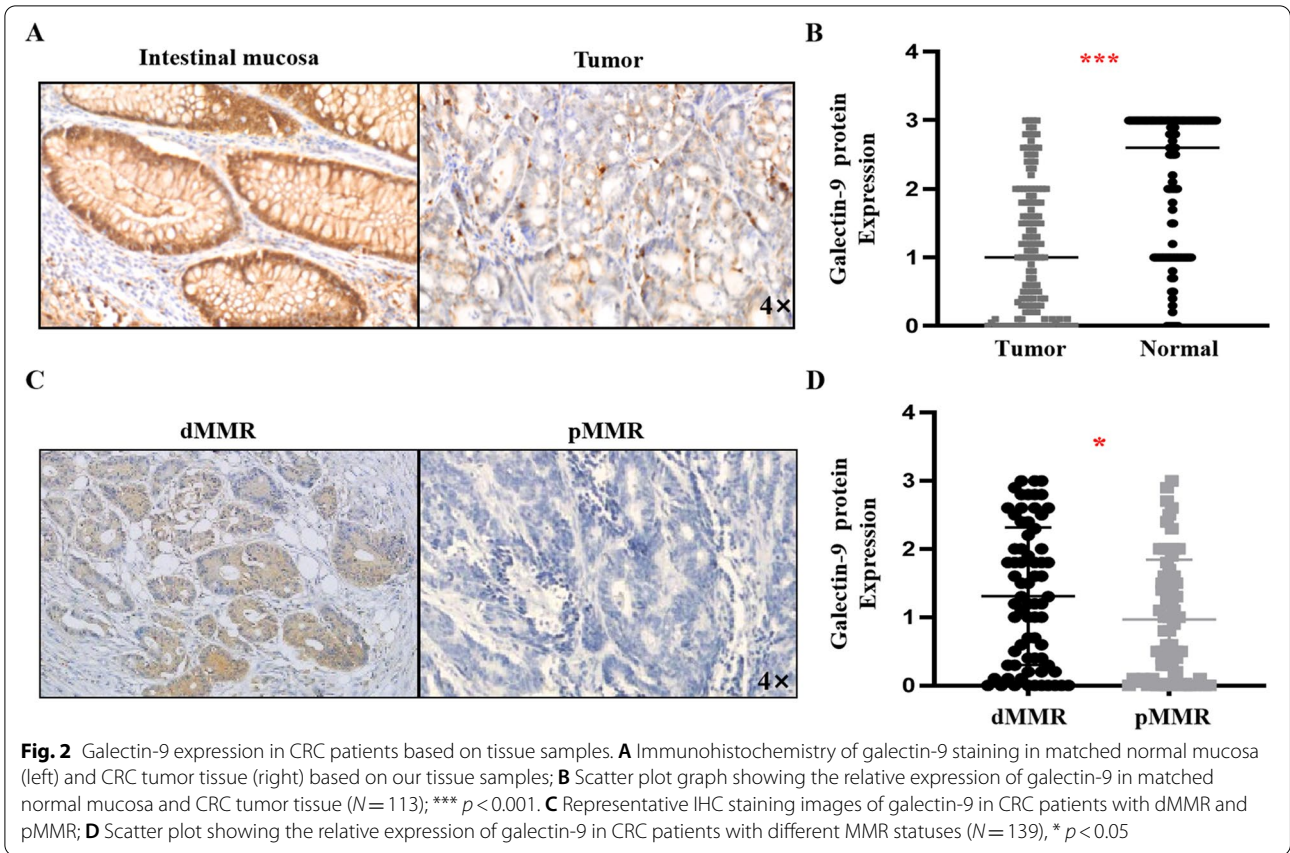 A
Intestinal mucosa
Tumor
4×
B
***
Galectin-9 protein
Expression
4
3
2
1
0
Tumor
Normal
C
dMMR
pMMR
4×
D
*
Galectin-9 protein
Expression
4
3
2
1
0
dMMR
pMMR
Fig. 2 Galectin-9 expression in CRC patients based on tissue samples. A Immunohistochemistry of galectin-9 staining in matched normal mucosa
(left) and CRC tumor tissue (right) based on our tissue samples; B Scatter plot graph showing the relative expression of galectin-9 in matched
normal mucosa and CRC tumor tissue (N = 113); *** p < 0.001. C Representative IHC staining images of galectin-9 in CRC patients with dMMR and
pMMR; D Scatter plot showing the relative expression of galectin-9 in CRC patients with different MMR statuses (N = 139), * p < 0.05